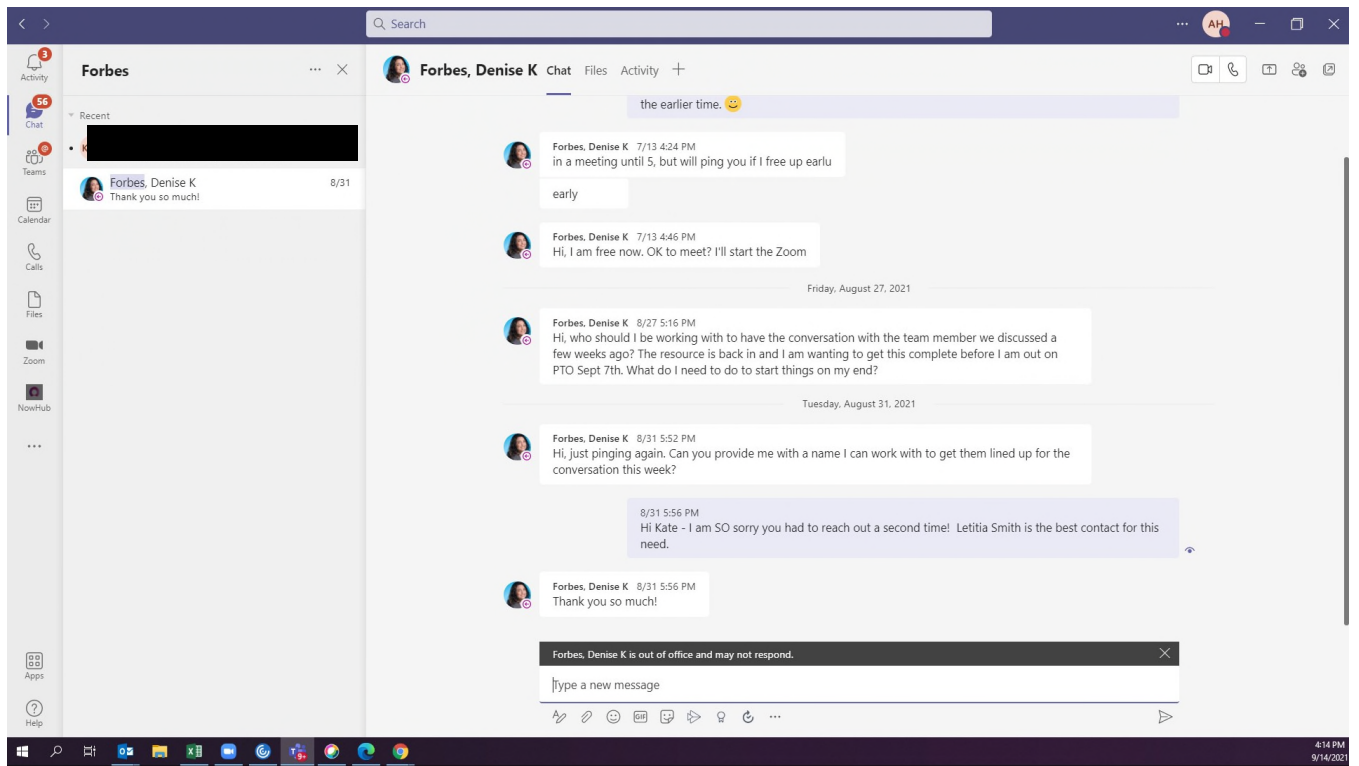 Search
AH
3
Activity
56
Chat
Teams
Calendar
Calls
Files
Zoom
NowHub
Apps
Help
Forbes
Recent
K
Forbes, Denise K 8/31
Thank you so much!
Forbes, Denise K Chat Files Activity
the earlier time.
Forbes, Denise K 7/13 4:24 PM
in a meeting until 5, but will ping you if I free up earlu
early
Forbes, Denise K 7/13 4:46 PM
Hi, I am free now. OK to meet? I'll start the Zoom
Friday, August 27, 2021
Forbes, Denise K 8/27 5:16 PM
Hi, who should I be working with to have the conversation with the team member we discussed a
few weeks ago? The resource is back in and I am wanting to get this complete before I am out on
PTO Sept 7th. What do I need to do to start things on my end?
Tuesday, August 31, 2021
Forbes, Denise K 8/31 5:52 PM
Hi, just pinging again. Can you provide me with a name I can work with to get them lined up for the
conversation this week?
8/31 5:56 PM
Hi Kate - I am SO sorry you had to reach out a second time! Letitia Smith is the best contact for this
need.
Forbes, Denise K 8/31 5:56 PM
Thank you so much!
Forbes, Denise K is out of office and may not respond.
Type a new message
GIF
9+
4:14 PM
9/14/2021